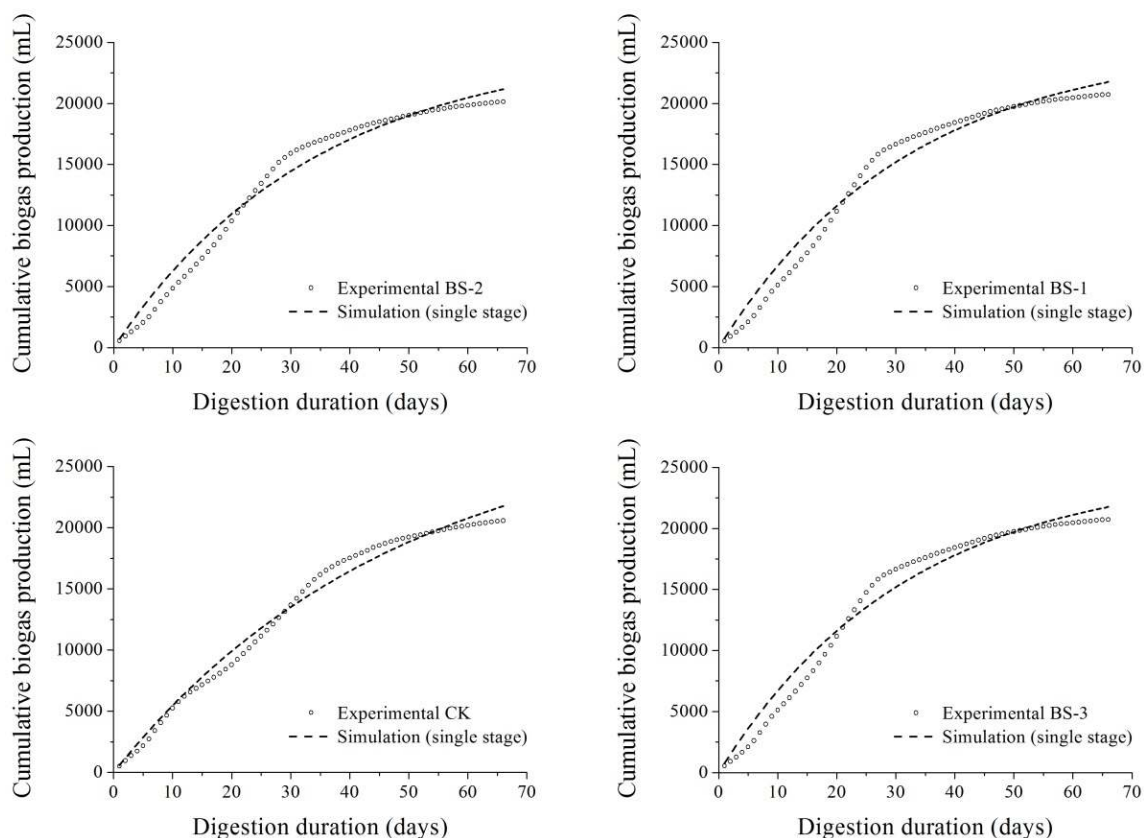 25000
20000
15000
10000
5000
0
Cumulative biogas production (mL)
Experimental BS-2
Simulation (single stage)
0 10 20 30 40 50 60 70
Digestion duration (days)
25000
20000
15000
10000
5000
0
Cumulative biogas production (mL)
Experimental BS-1
Simulation (single stage)
0 10 20 30 40 50 60 70
Digestion duration (days)
25000
20000
15000
10000
5000
0
Cumulative biogas production (mL)
Experimental CK
Simulation (single stage)
0 10 20 30 40 50 60 70
Digestion duration (days)
25000
20000
15000
10000
5000
0
Cumulative biogas production (mL)
Experimental BS-3
Simulation (single stage)
0 10 20 30 40 50 60 70
Digestion duration (days)